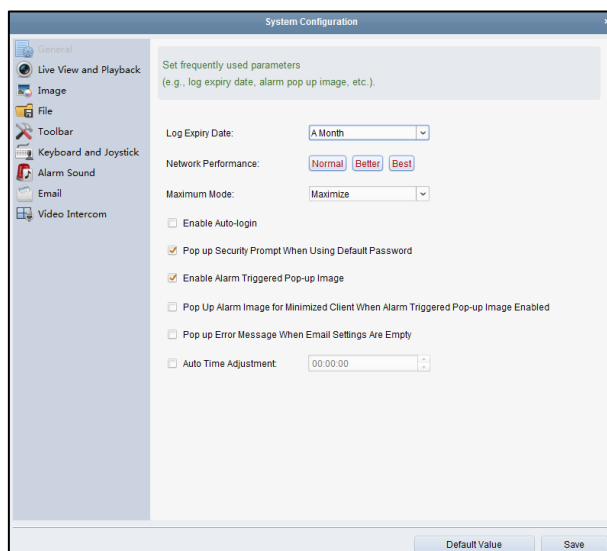 System Configuration
General
Live View and Playback
Image
File
Toolbar
Keyboard and Joystick
Alarm Sound
Email
Video Intercom
Set frequently used parameters
(e.g., log expiry date, alarm pop up image, etc.).
Log Expiry Date: A Month
Network Performance: Normal Better Best
Maximum Mode: Maximize
Enable Auto-login
Pop up Security Prompt When Using Default Password
Enable Alarm Triggered Pop-up Image
Pop Up Alarm Image for Minimized Client When Alarm Triggered Pop-up Image Enabled
Pop up Error Message When Email Settings Are Empty
Auto Time Adjustment: 00:00:00
Default Value Save